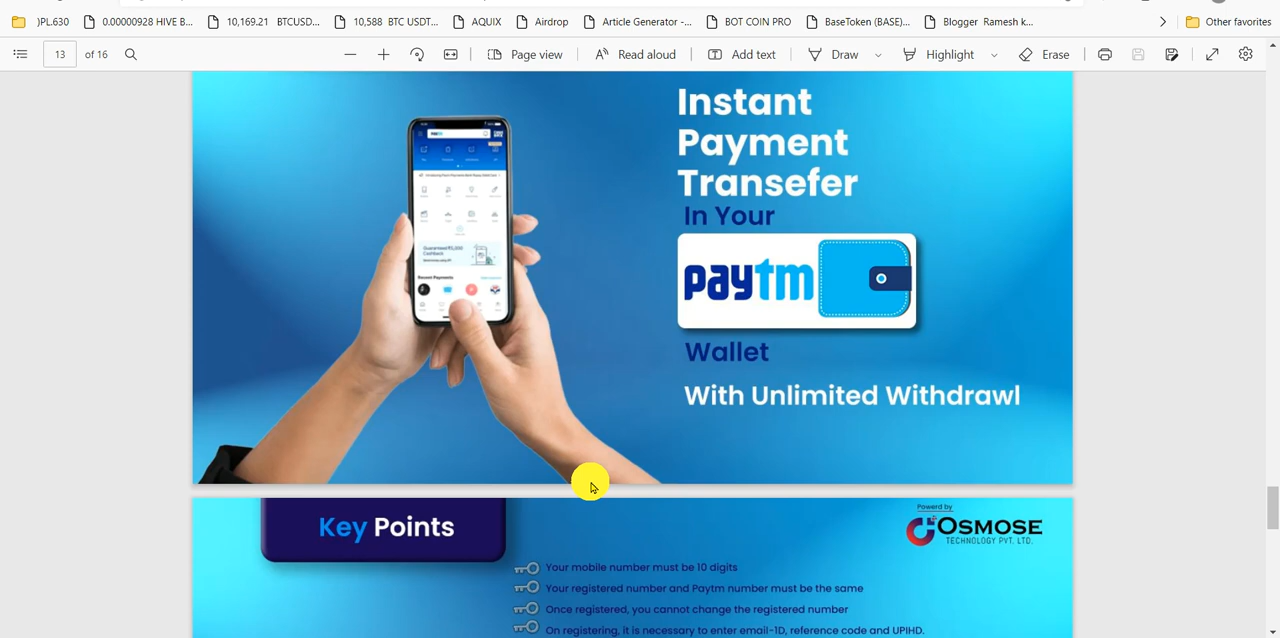 )PL.630
0.00000928 HIVE B...
10,169.21 BTCUSD...
10,588 BTC USDT...
AQUIX
Airdrop
Article Generator -...
BOT COIN PRO
BaseToken (BASE)...
Blogger Ramesh k...
Other favorites
13 of 16
Page view
Read aloud
Add text
Draw
Highlight
Erase
Instant
Payment
Transefer
In Your
paytm
Wallet
With Unlimited Withdrawl
Recent Payments
Key Points
Powerd by
OSMOSE
TECHNOLOGY PVT. LTD.
Your mobile number must be 10 digits
Your registered number and Paytm number must be the same
Once registered, you cannot change the registered number
On registering, it is necessary to enter email-1D, reference code and UPIHD.